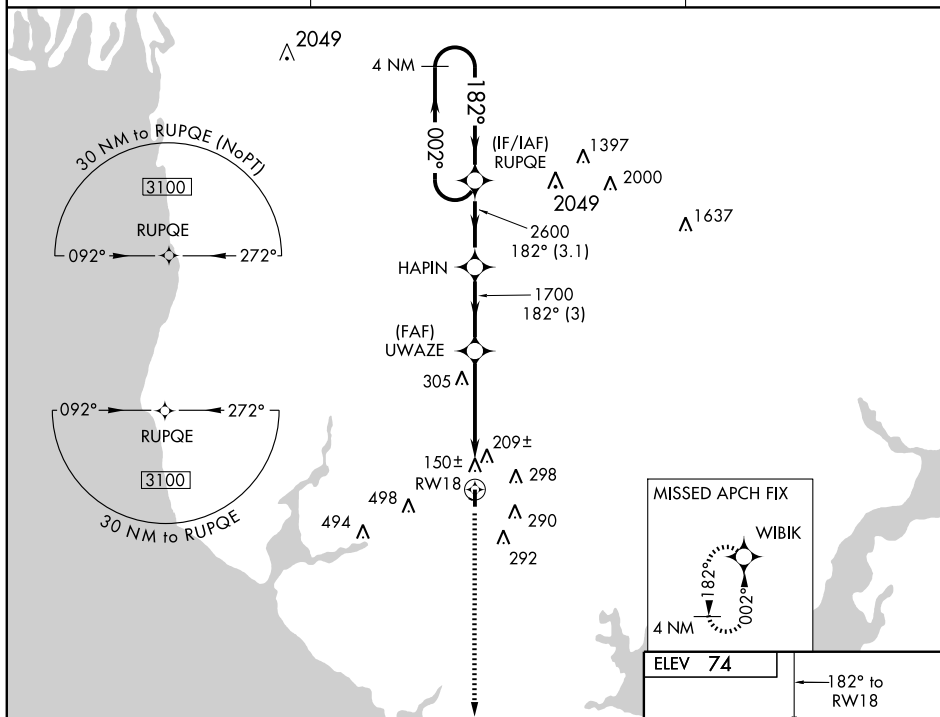 2049
4 NM
182°
002°
(IF/IAF)
RUPQE
1397
2000
2049
1637
30 NM to RUPQE (NoPT)
3100
RUPQE
092°
272°
2600
182° (3.1)
HAPIN
1700
182° (3)
(FAF)
UWAZE
305
092°
272°
RUPQE
3100
30 NM to RUPQE
209±
150±
RW18
298
498
290
494
292
MISSED APCH FIX
WIBIK
182°
002°
4 NM
ELEV 74
182° to
RW18